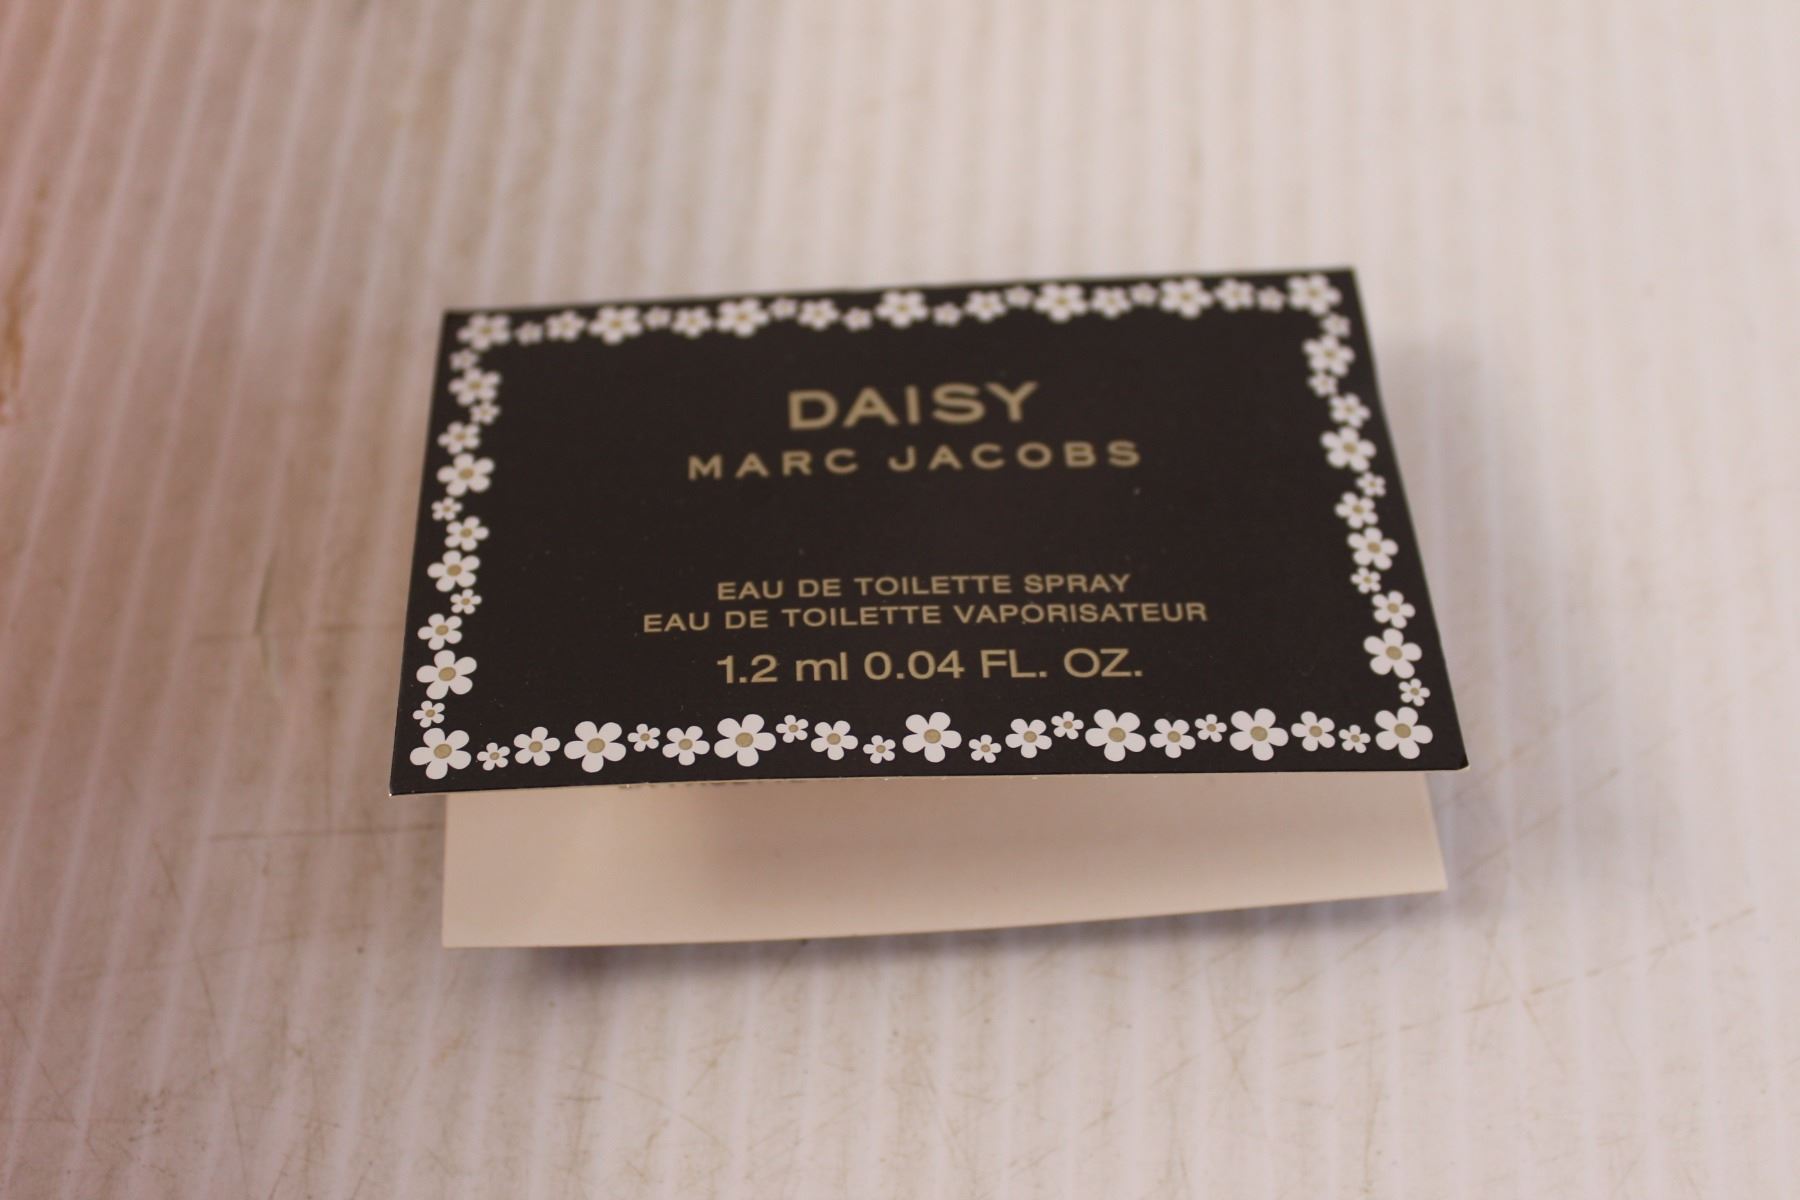 DAISY
MARC JACOBS
EAU DE TOILETTE SPRAY
EAU DE TOILETTE VAPORISATEUR
1.2 ml 0.04 FL. OZ.